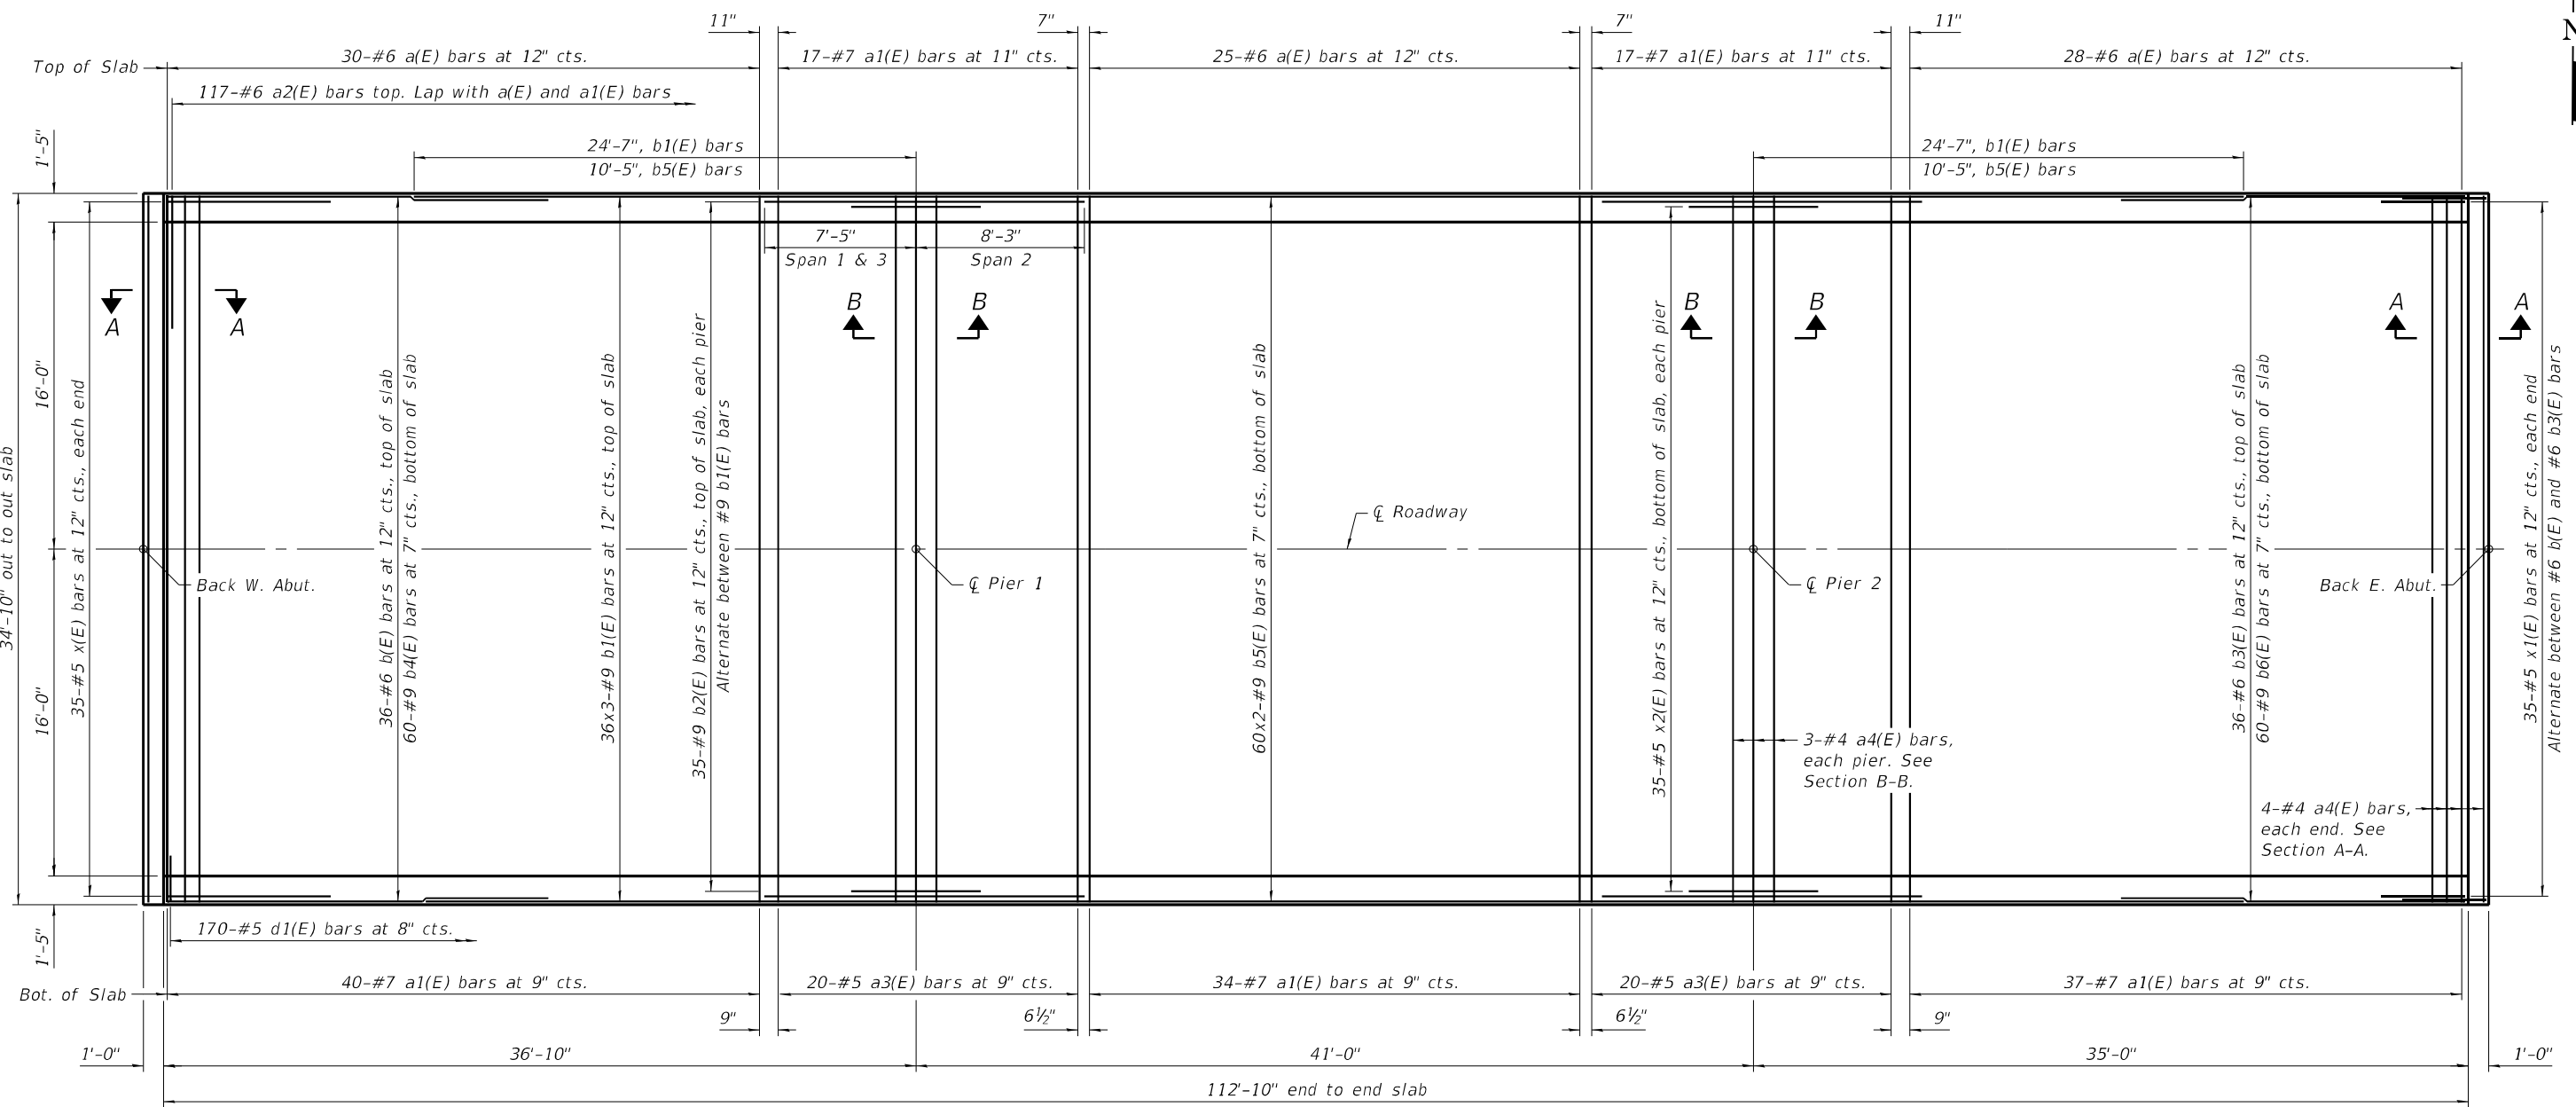 11"
7"
7"
11"
N
Top of Slab
30-#6 a(E) bars at 12" cts.
17-#7 a1(E) bars at 11" cts.
25-#6 a(E) bars at 12" cts.
17-#7 a1(E) bars at 11" cts.
28-#6 a(E) bars at 12" cts.
117-#6 a2(E) bars top. Lap with a(E) and a1(E) bars
1'-5"
24'-7", b1(E) bars
10'-5", b5(E) bars
24'-7", b1(E) bars
10'-5", b5(E) bars
7'-5"
Span 1 & 3
8'-3"
Span 2
A
A
B
B
B
B
A
A
34'-10" out to out slab
16'-0"
16'-0"
35-#5 x(E) bars at 12" cts., each end
36-#6 b(E) bars at 12" cts., top of slab
60-#9 b4(E) bars at 7" cts., bottom of slab
36x3-#9 b1(E) bars at 12" cts., top of slab
35-#9 b2(E) bars at 12" cts., top of slab, each pier
Alternate between #9 b1(E) bars
60x2-#9 b5(E) bars at 7" cts., bottom of slab
35-#5 x2(E) bars at 12" cts., bottom of slab, each pier
36-#6 b3(E) bars at 12" cts., top of slab
60-#9 b6(E) bars at 7" cts., bottom of slab
35-#5 x1(E) bars at 12" cts., each end
Alternate between #6 b(E) and #6 b3(E) bars
℄ Roadway
Back W. Abut.
℄ Pier 1
℄ Pier 2
Back E. Abut.
3-#4 a4(E) bars,
each pier. See
Section B-B.
4-#4 a4(E) bars,
each end. See
Section A-A.
1'-5"
170-#5 d1(E) bars at 8" cts.
Bot. of Slab
40-#7 a1(E) bars at 9" cts.
20-#5 a3(E) bars at 9" cts.
34-#7 a1(E) bars at 9" cts.
20-#5 a3(E) bars at 9" cts.
37-#7 a1(E) bars at 9" cts.
9"
6½"
6½"
9"
1'-0"
36'-10"
41'-0"
35'-0"
1'-0"
112'-10" end to end slab